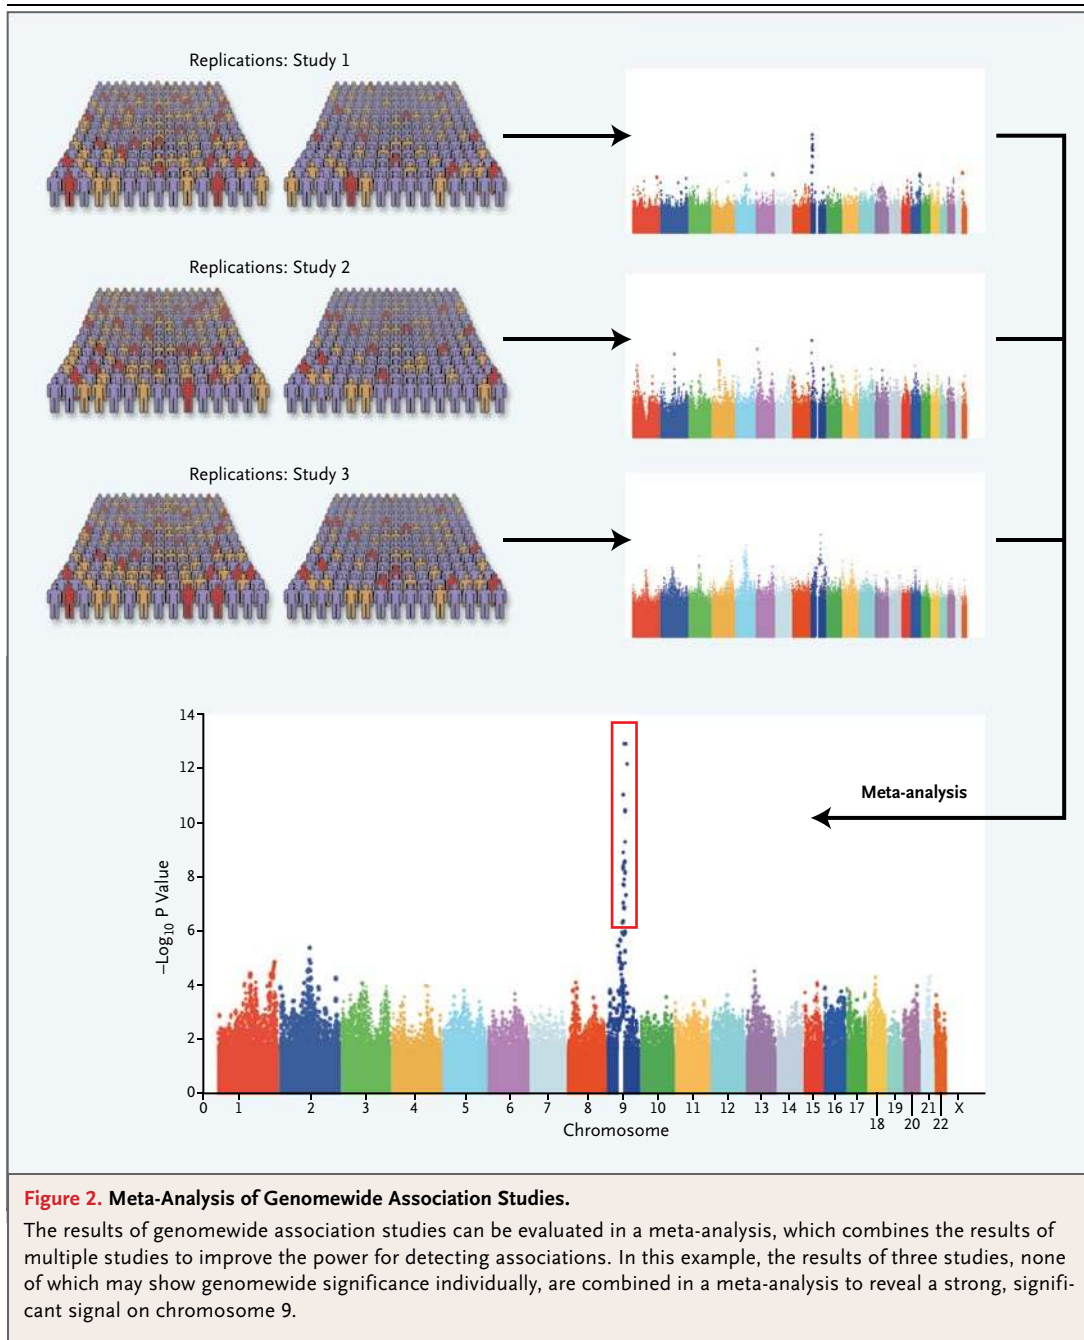 Replications: Study 1
Replications: Study 2
Replications: Study 3
14
12
10
8
6
4
2
0
–Log10 P Value
Meta-analysis
0 1 2 3 4 5 6 7 8 9 10 11 12 13 14 15 16 17 19 21 X
18 20 22
Chromosome
Figure 2. Meta-Analysis of Genomewide Association Studies.
The results of genomewide association studies can be evaluated in a meta-analysis, which combines the results of
multiple studies to improve the power for detecting associations. In this example, the results of three studies, none
of which may show genomewide significance individually, are combined in a meta-analysis to reveal a strong, signifi-
cant signal on chromosome 9.